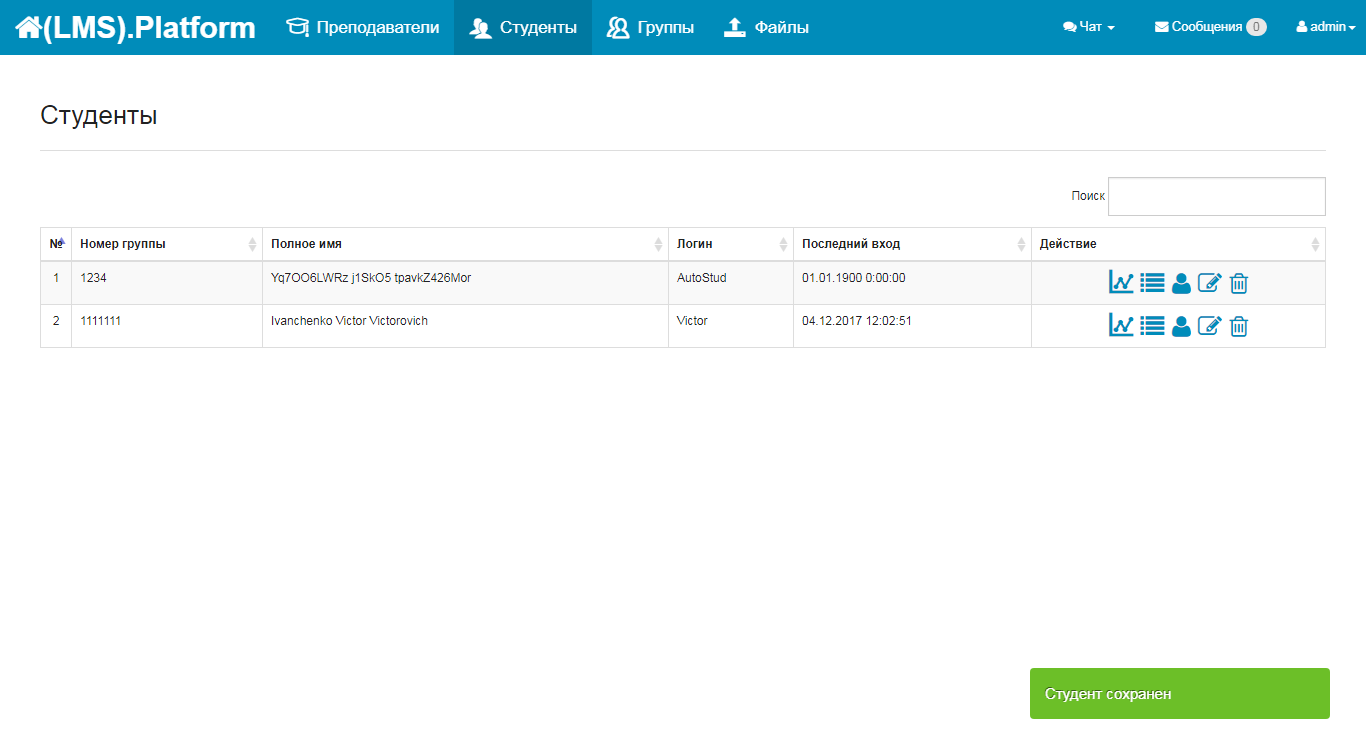 (LMS).Platform Преподаватели Студенты Группы Файлы Чат Сообщения 0 admin
Студенты
Поиск
№ Номер группы Полное имя Логин Последний вход Действие
1 1234 Yq7OO6LWRz j1SkO5 tpavkZ426Mor AutoStud 01.01.1900 0:00:00
2 1111111 Ivanchenko Victor Victorovich Victor 04.12.2017 12:02:51
Студент сохранен